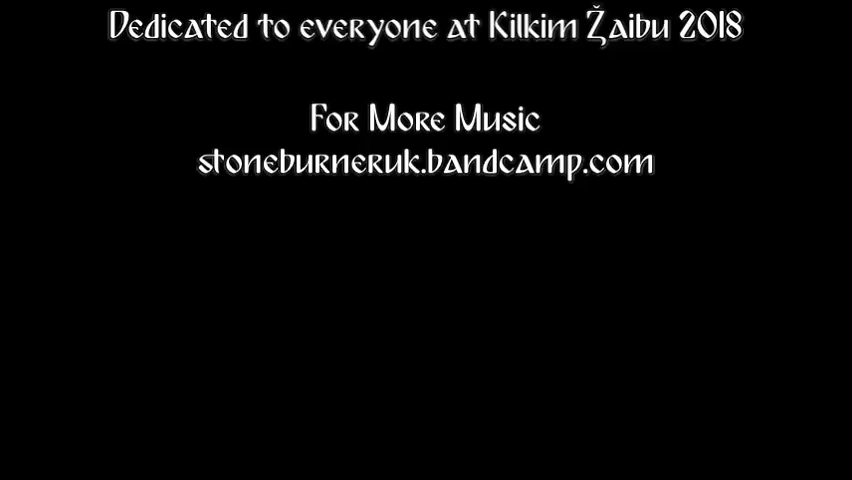 Dedicated to everyone at Kilkim Žaibu 2018
For More Music
stoneburneruk.bandcamp.com